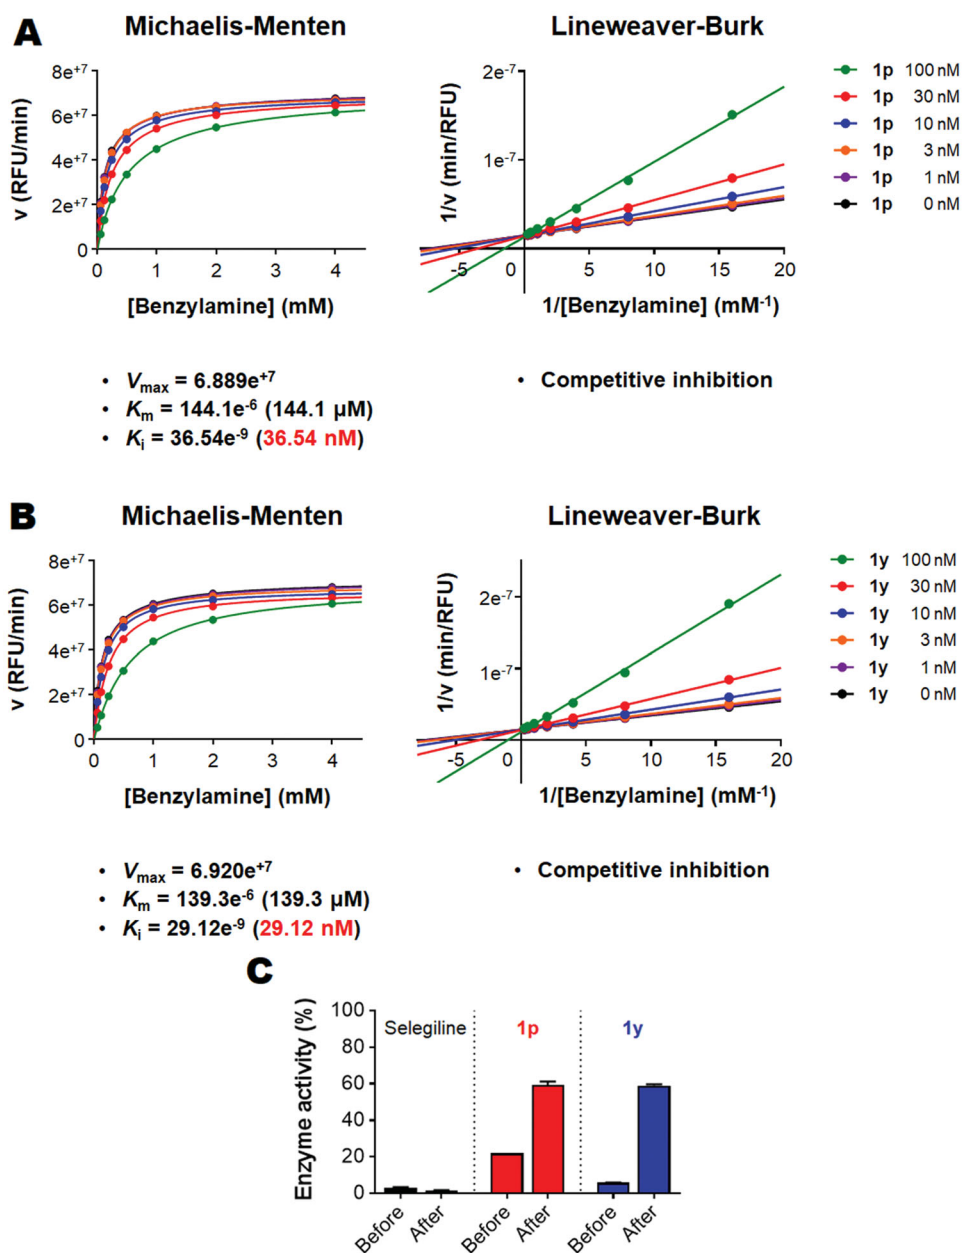 A
Michaelis-Menten
Lineweaver-Burk
v (RFU/min)
8e+7
6e+7
4e+7
2e+7
0
0 1 2 3 4
[Benzylamine] (mM)
1/v (min/RFU)
2e-7
1e-7
-5 0 5 10 15 20
1/[Benzylamine] (mM-1)
1p 100 nM
1p 30 nM
1p 10 nM
1p 3 nM
1p 1 nM
1p 0 nM
• Vmax = 6.889e+7
• Km = 144.1e-6 (144.1 µM)
• Ki = 36.54e-9 (36.54 nM)
• Competitive inhibition
B
Michaelis-Menten
Lineweaver-Burk
v (RFU/min)
8e+7
6e+7
4e+7
2e+7
0
0 1 2 3 4
[Benzylamine] (mM)
1/v (min/RFU)
2e-7
1e-7
-5 0 5 10 15 20
1/[Benzylamine] (mM-1)
1y 100 nM
1y 30 nM
1y 10 nM
1y 3 nM
1y 1 nM
1y 0 nM
• Vmax = 6.920e+7
• Km = 139.3e-6 (139.3 µM)
• Ki = 29.12e-9 (29.12 nM)
• Competitive inhibition
C
Enzyme activity (%)
100
80
60
40
20
0
Selegiline 1p 1y
Before After Before After Before After